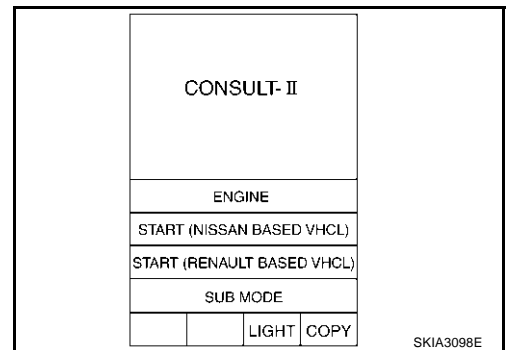 CONSULT-II
ENGINE
START (NISSAN BASED VHCL)
START (RENAULT BASED VHCL)
SUB MODE
LIGHT COPY
SKIA3098E